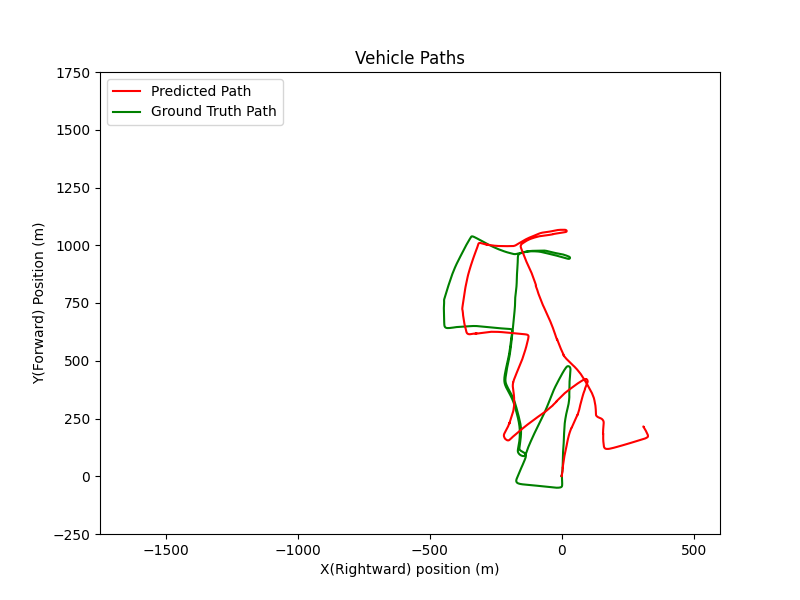 Vehicle Paths
Predicted Path
Ground Truth Path
1750
1500
1250
1000
750
500
250
0
−250
Y(Forward) Position (m)
−1500
−1000
−500
0
500
X(Rightward) position (m)